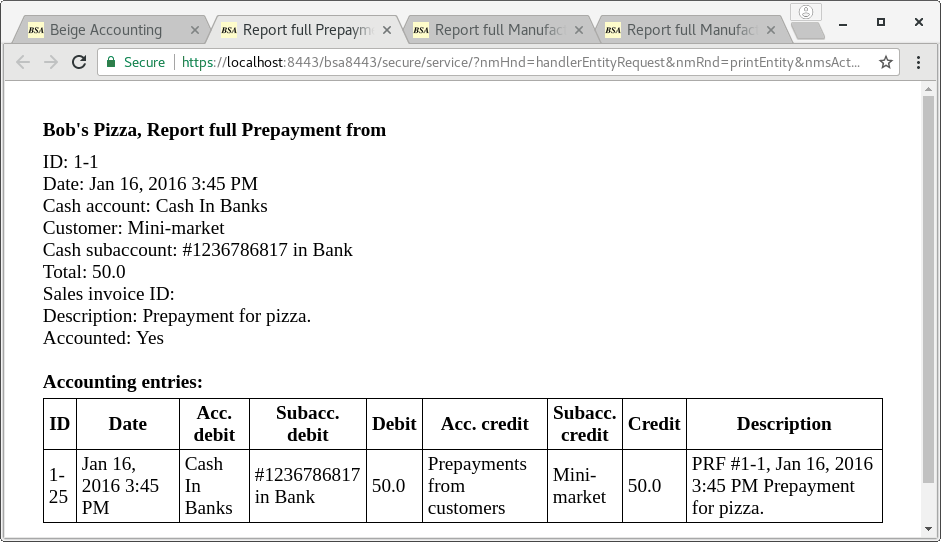 BSA Beige Accounting
BSA Report full Prepaym
BSA Report full Manufac
BSA Report full Manufac
Secure https://localhost:8443/bsa8443/secure/service/?nmHnd=handlerEntityRequest&nmRnd=printEntity&nmsAct...
Bob's Pizza, Report full Prepayment from
ID: 1-1
Date: Jan 16, 2016 3:45 PM
Cash account: Cash In Banks
Customer: Mini-market
Cash subaccount: #1236786817 in Bank
Total: 50.0
Sales invoice ID:
Description: Prepayment for pizza.
Accounted: Yes
Accounting entries:
ID
Date
Acc.
debit
Subacc.
debit
Debit
Acc. credit
Subacc.
credit
Credit
Description
1-
25
Jan 16,
2016 3:45
PM
Cash
In
Banks
#1236786817
in Bank
50.0
Prepayments
from
customers
Mini-
market
50.0
PRF #1-1, Jan 16, 2016
3:45 PM Prepayment
for pizza.